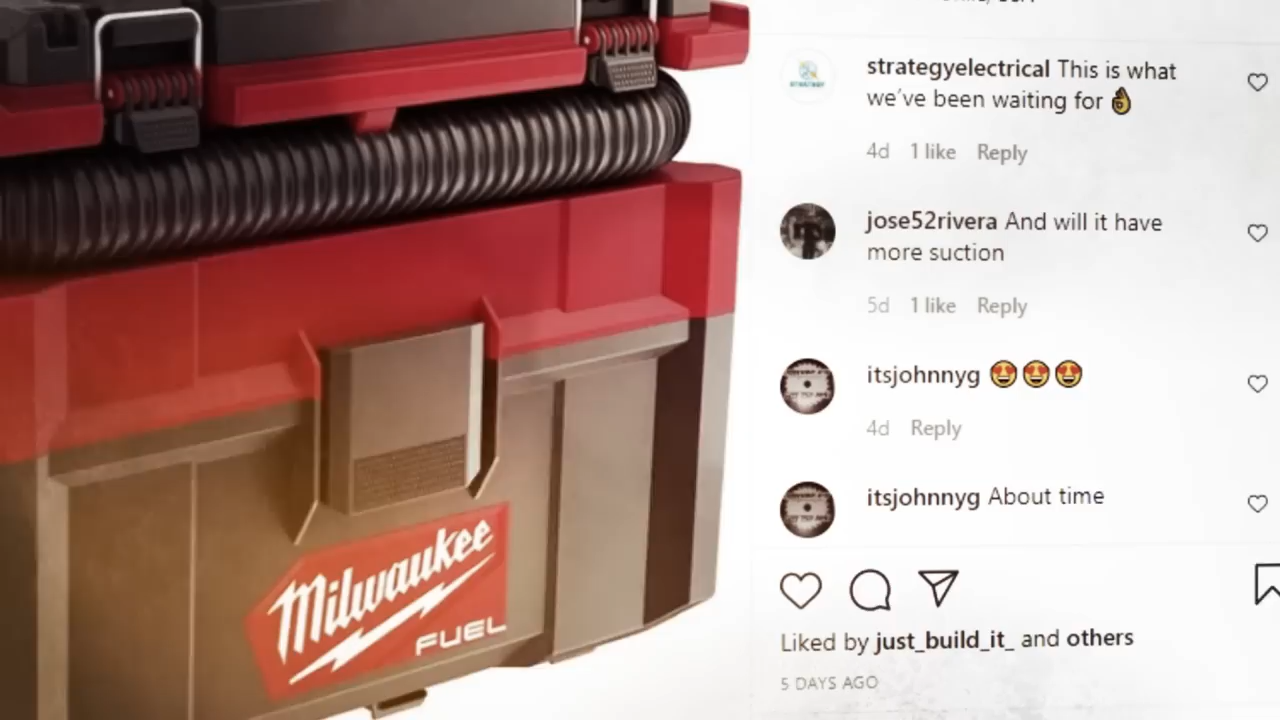 strategyelectrical This is what
we've been waiting for 👌
4d 1 like Reply
jose52rivera And will it have
more suction
5d 1 like Reply
itsjohnnyg 😍😍😍
4d Reply
itsjohnnyg About time
Liked by just_build_it_ and others
5 DAYS AGO
Milwaukee
FUEL